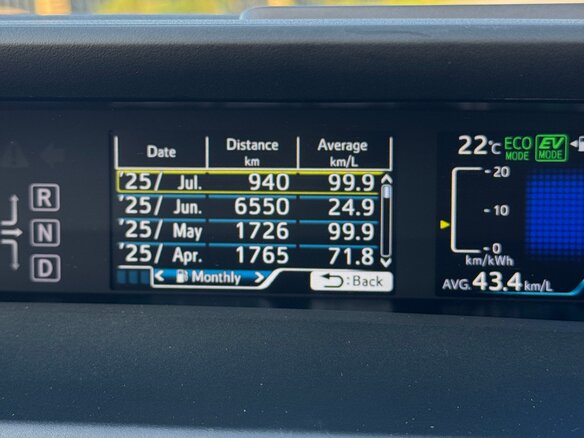 Date Distance km Average km/L
'25/ Jul. 940 99.9
'25/ Jun. 6550 24.9
'25/ May 1726 99.9
'25/ Apr. 1765 71.8
< Monthly > :Back
R
N
D
22°C ECO MODE EV MODE
20
10
0
km/kWh
AVG. 43.4 km/L